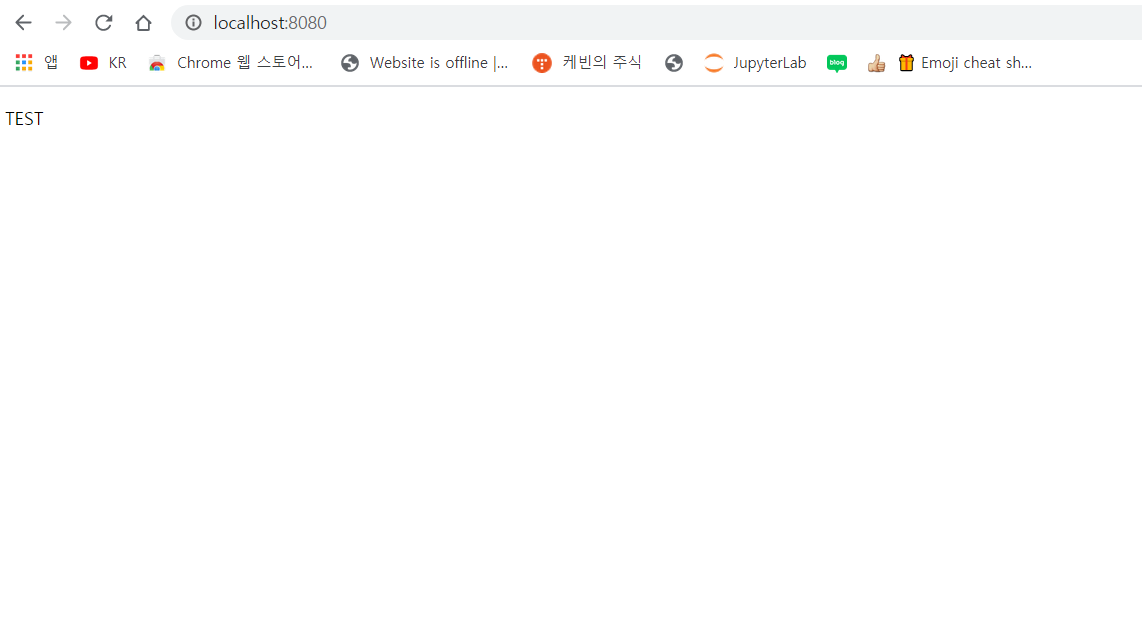 localhost:8080
앱 KR Chrome 웹 스토어... Website is offline |... 케빈의 주식 JupyterLab blog Emoji cheat sh...
TEST